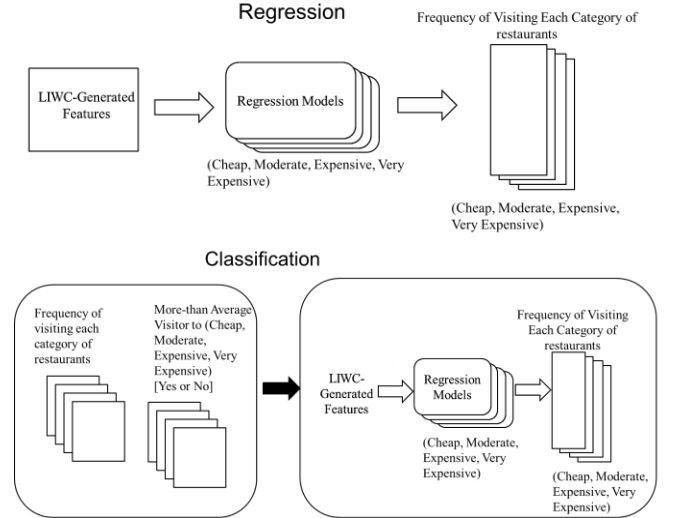 Regression
Frequency of Visiting Each Category of
restaurants
LIWC-Generated
Features
Regression Models
(Cheap, Moderate, Expensive, Very
Expensive)
(Cheap, Moderate, Expensive,
Very Expensive)
Classification
Frequency of
visiting each
category of
restaurants
More-than Average
Visitor to (Cheap,
Moderate,
Expensive, Very
Expensive)
[Yes or No]
LIWC-
Generated
Features
Regression
Models
(Cheap, Moderate,
Expensive, Very
Expensive)
Frequency of Visiting
Each Category of
restaurants
(Cheap, Moderate,
Expensive, Very
Expensive)